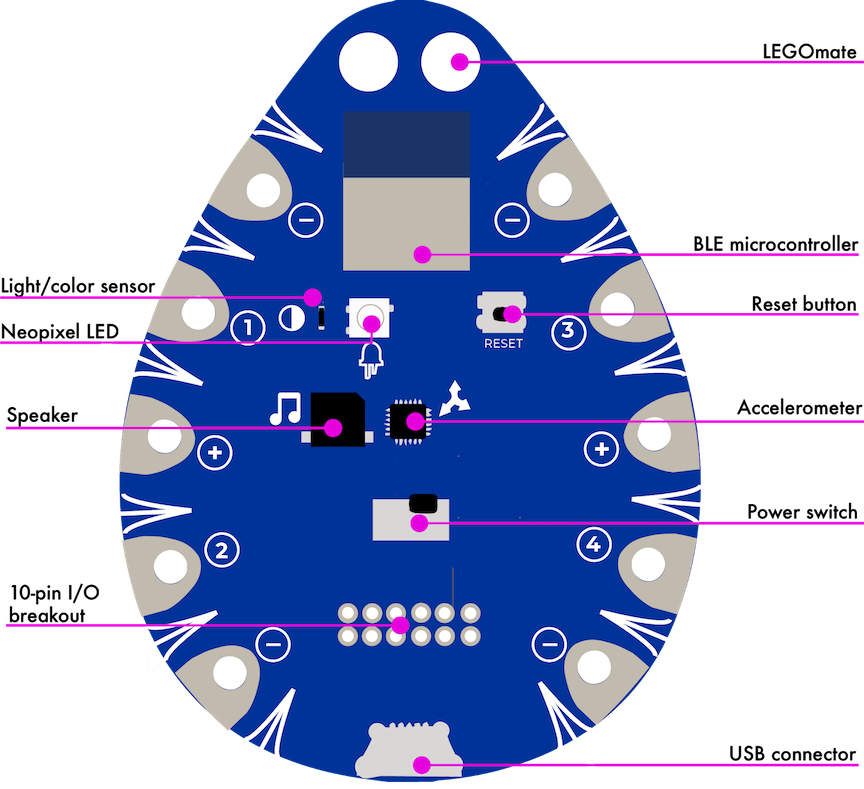 LEGOmate
−
−
BLE microcontroller
Light/color sensor
Reset button
Neopixel LED
1
3
RESET
Speaker
Accelerometer
+
+
Power switch
2
4
10-pin I/O
breakout
−
−
USB connector